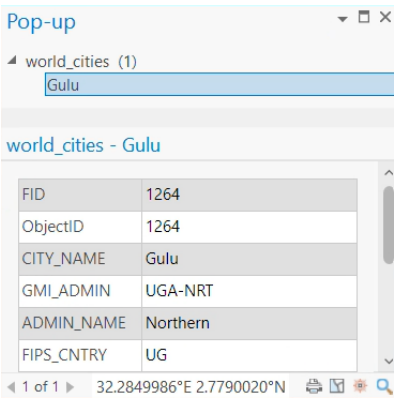 Pop-up
world_cities (1)
Gulu
world_cities - Gulu
FID 1264
ObjectID 1264
CITY_NAME Gulu
GMI_ADMIN UGA-NRT
ADMIN_NAME Northern
FIPS_CNTRY UG
1 of 1 32.2849986°E 2.7790020°N